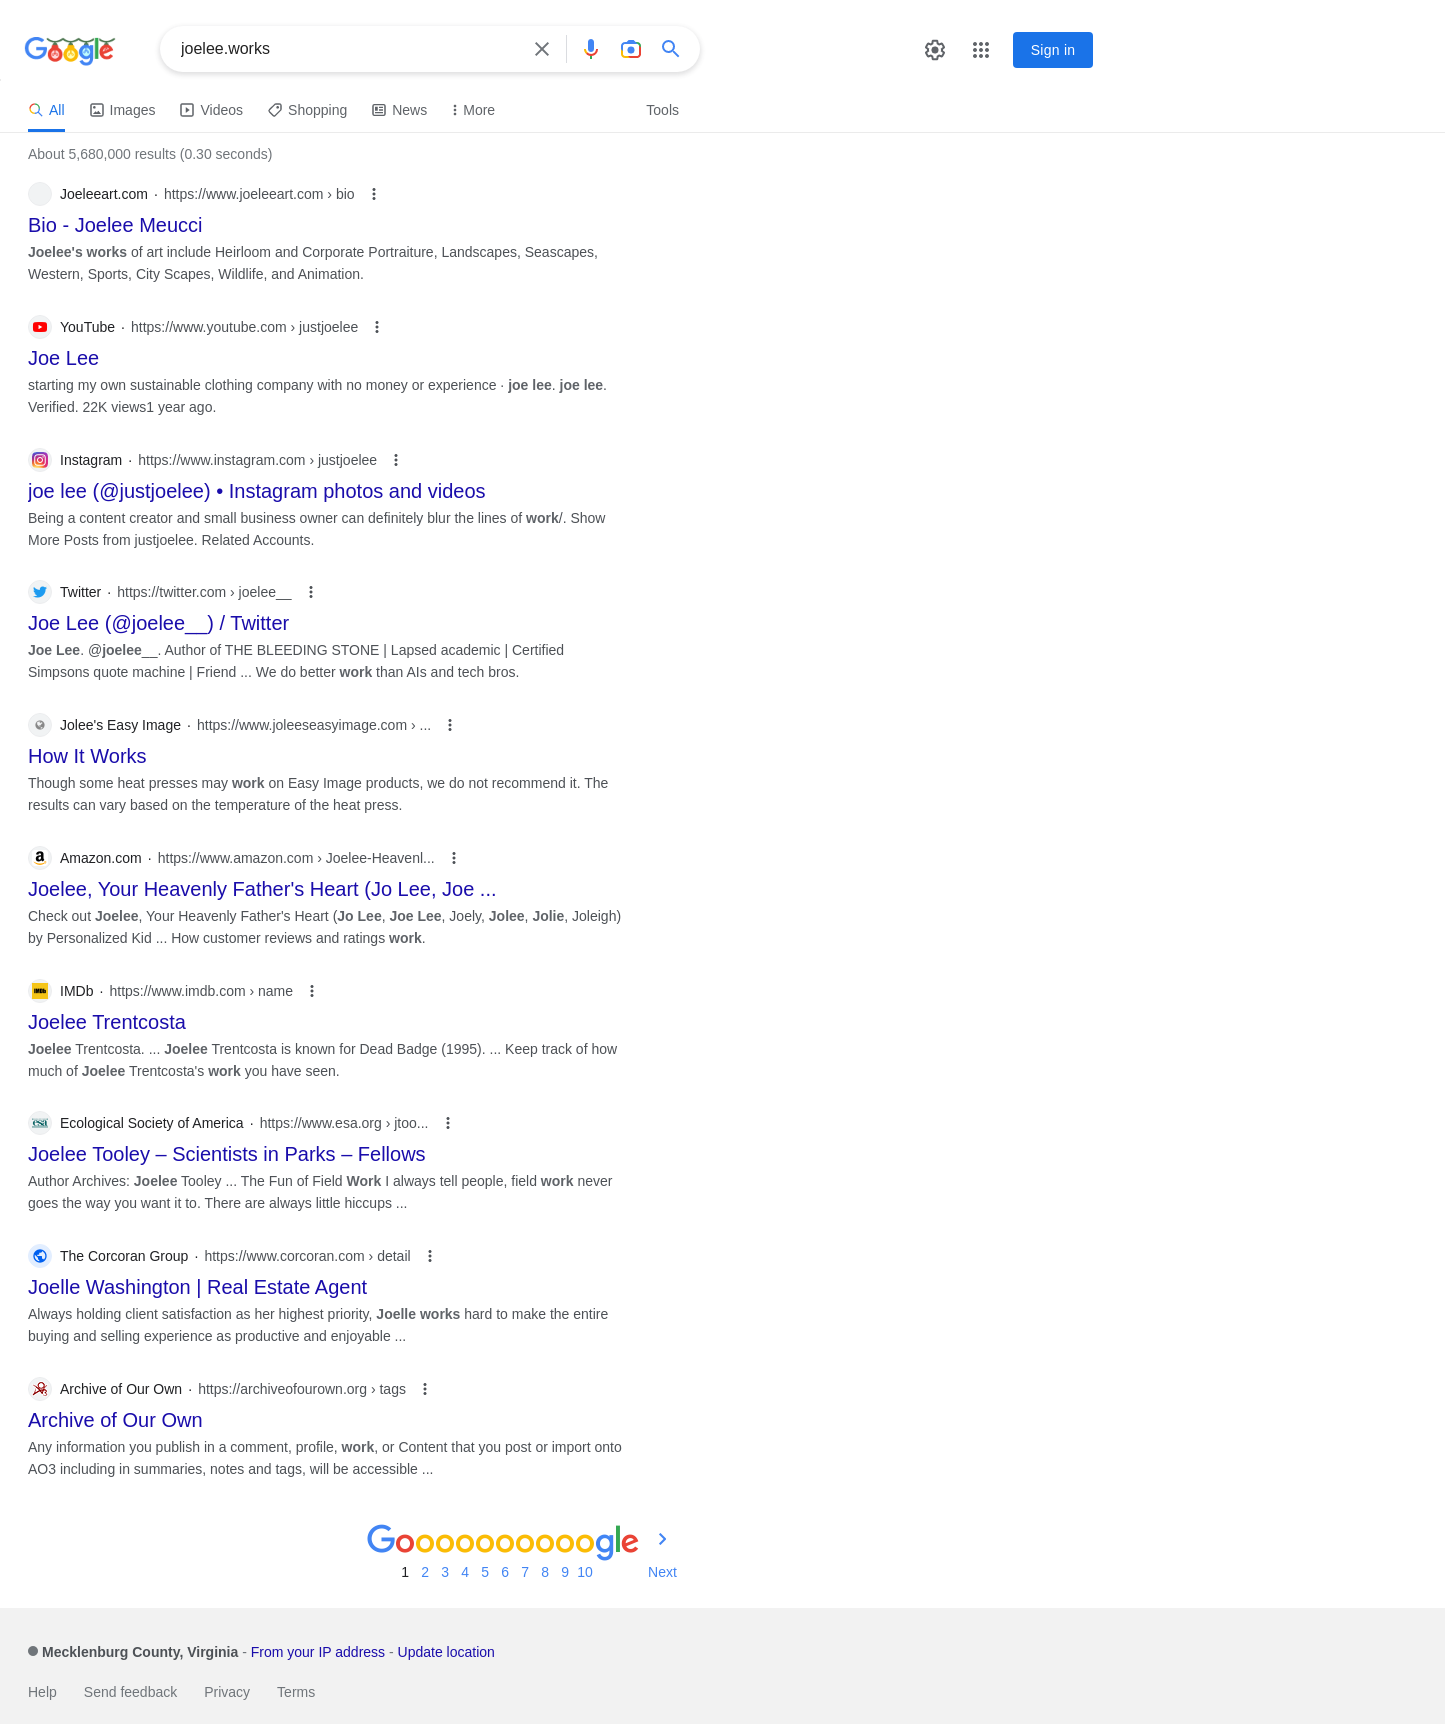 Google
joelee.works
Sign in
All Images Videos Shopping News More Tools
About 5,680,000 results (0.30 seconds)
Joeleeart.com · https://www.joeleeart.com › bio
Bio - Joelee Meucci
Joelee's works of art include Heirloom and Corporate Portraiture, Landscapes, Seascapes,
Western, Sports, City Scapes, Wildlife, and Animation.
YouTube · https://www.youtube.com › justjoelee
Joe Lee
starting my own sustainable clothing company with no money or experience · joe lee. joe lee.
Verified. 22K views1 year ago.
Instagram · https://www.instagram.com › justjoelee
joe lee (@justjoelee) • Instagram photos and videos
Being a content creator and small business owner can definitely blur the lines of work/. Show
More Posts from justjoelee. Related Accounts.
Twitter · https://twitter.com › joelee__
Joe Lee (@joelee__) / Twitter
Joe Lee. @joelee__. Author of THE BLEEDING STONE | Lapsed academic | Certified
Simpsons quote machine | Friend ... We do better work than AIs and tech bros.
Jolee's Easy Image · https://www.joleeseasyimage.com › ...
How It Works
Though some heat presses may work on Easy Image products, we do not recommend it. The
results can vary based on the temperature of the heat press.
Amazon.com · https://www.amazon.com › Joelee-Heavenl...
Joelee, Your Heavenly Father's Heart (Jo Lee, Joe ...
Check out Joelee, Your Heavenly Father's Heart (Jo Lee, Joe Lee, Joely, Jolee, Jolie, Joleigh)
by Personalized Kid ... How customer reviews and ratings work.
IMDb
IMDb · https://www.imdb.com › name
Joelee Trentcosta
Joelee Trentcosta. ... Joelee Trentcosta is known for Dead Badge (1995). ... Keep track of how
much of Joelee Trentcosta's work you have seen.
esa
Ecological Society of America · https://www.esa.org › jtoo...
Joelee Tooley – Scientists in Parks – Fellows
Author Archives: Joelee Tooley ... The Fun of Field Work I always tell people, field work never
goes the way you want it to. There are always little hiccups ...
The Corcoran Group · https://www.corcoran.com › detail
Joelle Washington | Real Estate Agent
Always holding client satisfaction as her highest priority, Joelle works hard to make the entire
buying and selling experience as productive and enjoyable ...
Archive of Our Own · https://archiveofourown.org › tags
Archive of Our Own
Any information you publish in a comment, profile, work, or Content that you post or import onto
AO3 including in summaries, notes and tags, will be accessible ...
Goooooooooogle
1 2 3 4 5 6 7 8 9 10 Next
Mecklenburg County, Virginia - From your IP address - Update location
Help Send feedback Privacy Terms